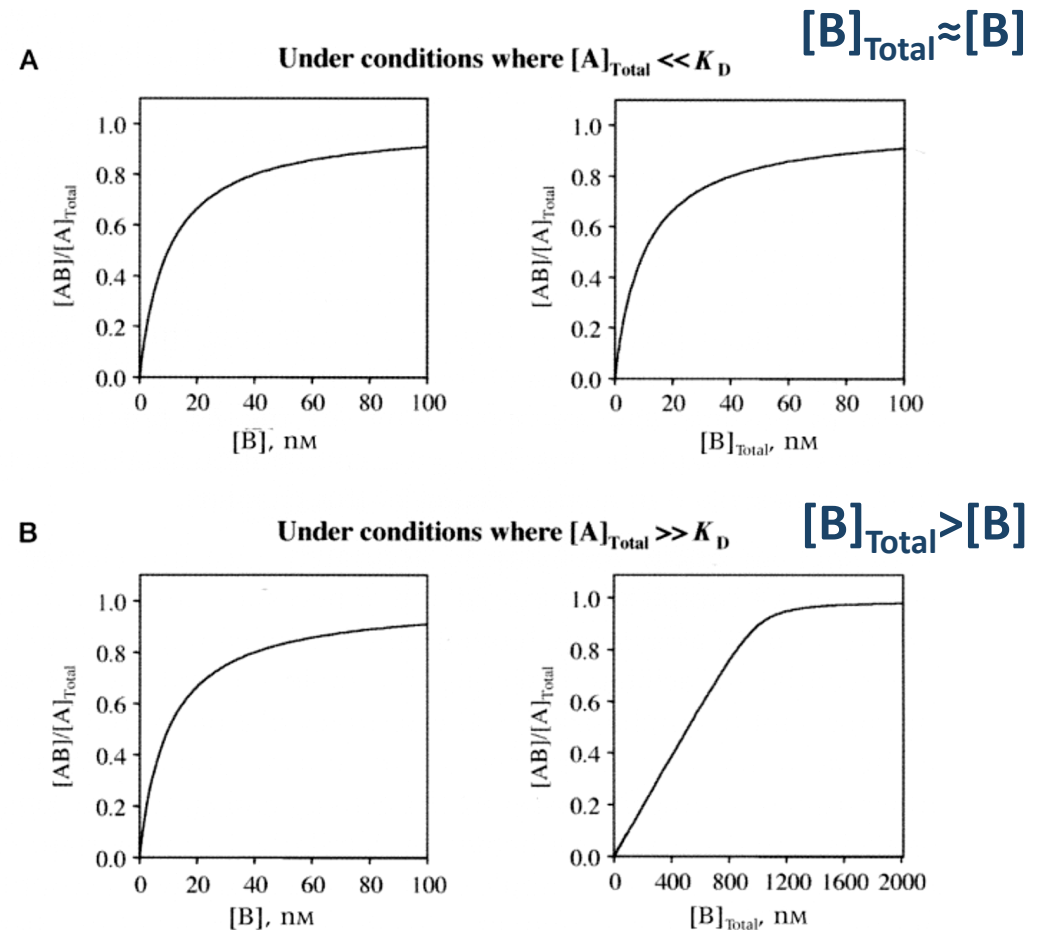 [B]Total≈[B]
A
Under conditions where [A]Total << KD
[AB]/[A]Total
1.0
0.8
0.6
0.4
0.2
0.0
0 20 40 60 80 100
[B], nM
[AB]/[A]Total
1.0
0.8
0.6
0.4
0.2
0.0
0 20 40 60 80 100
[B]Total, nM
B
Under conditions where [A]Total >> KD
[B]Total>[B]
[AB]/[A]Total
1.0
0.8
0.6
0.4
0.2
0.0
0 20 40 60 80 100
[B], nM
[AB]/[A]Total
1.0
0.8
0.6
0.4
0.2
0.0
0 400 800 1200 1600 2000
[B]Total, nM